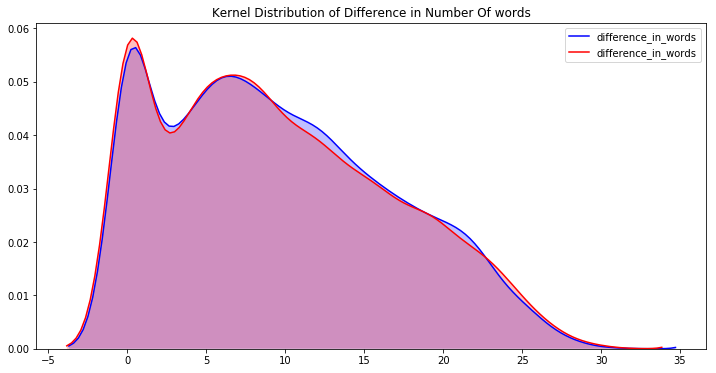 Kernel Distribution of Difference in Number Of words
difference_in_words
difference_in_words
0.06
0.05
0.04
0.03
0.02
0.01
0.00
−5 0 5 10 15 20 25 30 35